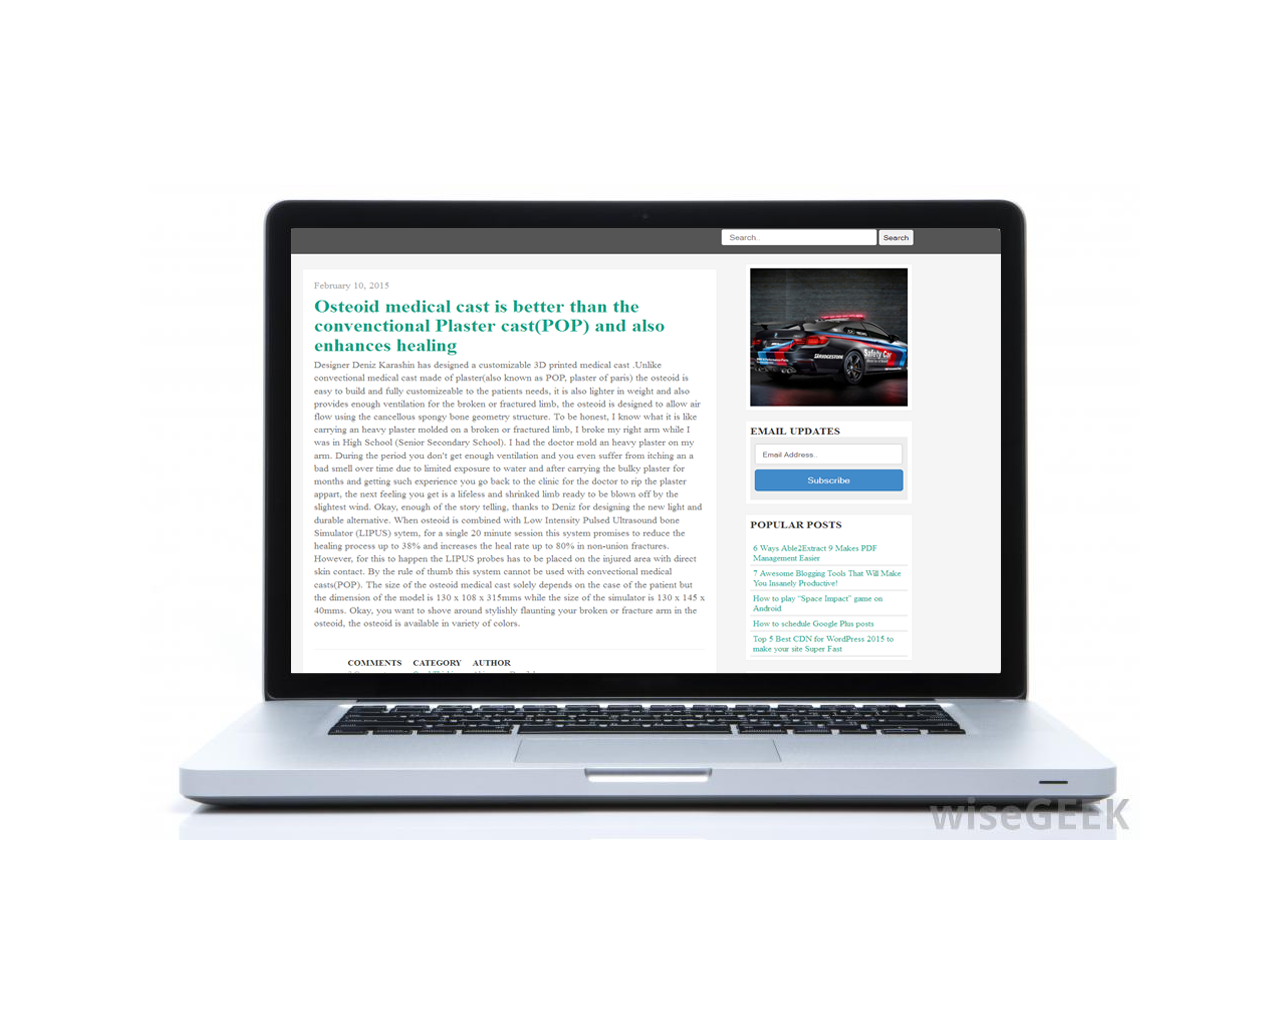 Search..
Search
February 10, 2015
Osteoid medical cast is better than the
convenctional Plaster cast(POP) and also
enhances healing
Designer Deniz Karashin has designed a customizable 3D printed medical cast .Unlike
convectional medical cast made of plaster(also known as POP, plaster of paris) the osteoid is
easy to build and fully customizeable to the patients needs, it is also lighter in weight and also
provides enough ventilation for the broken or fractured limb, the osteoid is designed to allow air
flow using the cancellous spongy bone geometry structure. To be honest, I know what it is like
carrying an heavy plaster molded on a broken or fractured limb, I broke my right arm while I
was in High School (Senior Secondary School). I had the doctor mold an heavy plaster on my
arm. During the period you don't get enough ventilation and you even suffer from itching an a
bad smell over time due to limited exposure to water and after carrying the bulky plaster for
months and getting such experience you go back to the clinic for the doctor to rip the plaster
appart, the next feeling you get is a lifeless and shrinked limb ready to be blown off by the
slightest wind. Okay, enough of the story telling, thanks to Deniz for designing the new light and
durable alternative. When osteoid is combined with Low Intensity Pulsed Ultrasound bone
Simulator (LIPUS) sytem, for a single 20 minute session this system promises to reduce the
healing process up to 38% and increases the heal rate up to 80% in non-union fractures.
However, for this to happen the LIPUS probes has to be placed on the injured area with direct
skin contact. By the rule of thumb this system cannot be used with convectional medical
casts(POP). The size of the osteoid medical cast solely depends on the case of the patient but
the dimension of the model is 130 x 108 x 315mms while the size of the simulator is 130 x 145 x
40mms. Okay, you want to shove around stylishly flaunting your broken or fracture arm in the
osteoid, the osteoid is available in variety of colors.
COMMENTS CATEGORY AUTHOR
BRIDGESTONE
Safety Car
EMAIL UPDATES
Email Address..
Subscribe
POPULAR POSTS
6 Ways Able2Extract 9 Makes PDF
Management Easier
7 Awesome Blogging Tools That Will Make
You Insanely Productive!
How to play "Space Impact" game on
Android
How to schedule Google Plus posts
Top 5 Best CDN for WordPress 2015 to
make your site Super Fast
wiseGEEK